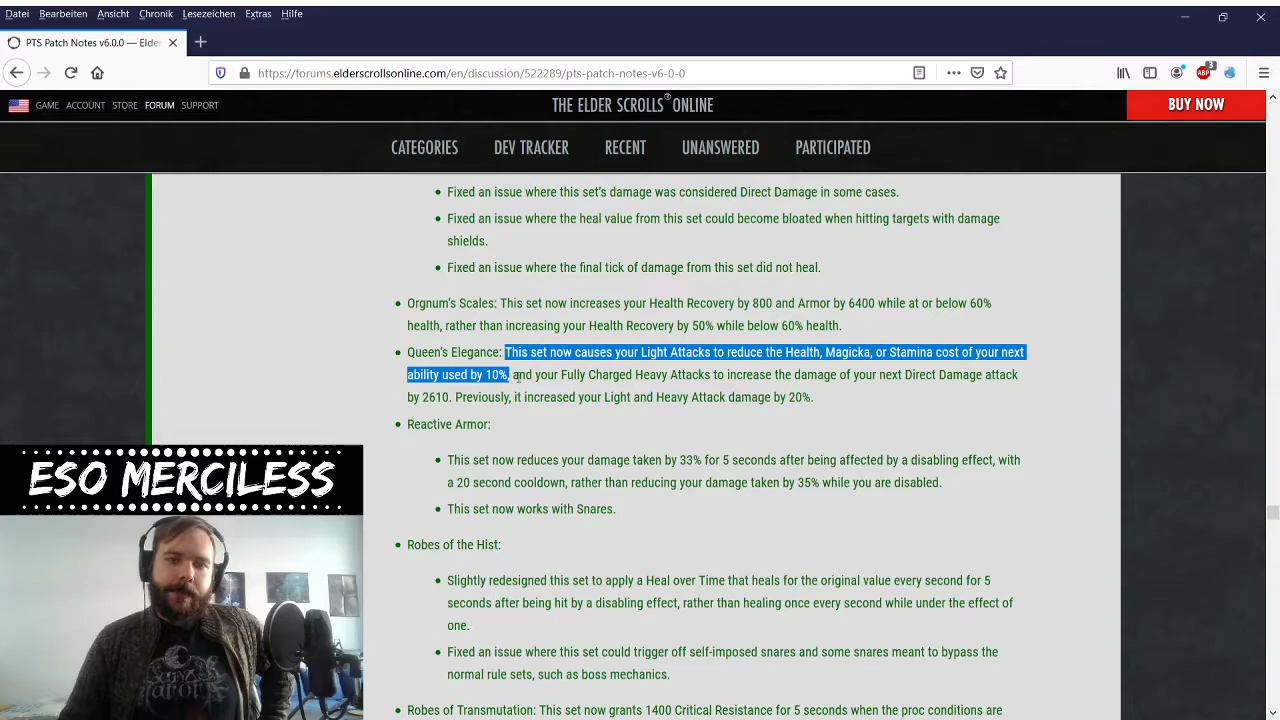 Datei Bearbeiten Ansicht Chronik Lesezeichen Extras Hilfe
PTS Patch Notes v6.0.0 — Elder
https://forums.elderscrollsonline.com/en/discussion/522289/pts-patch-notes-v6-0-0
ABP 3
GAME ACCOUNT STORE FORUM SUPPORT
THE ELDER SCROLLS® ONLINE
BUY NOW
CATEGORIES DEV TRACKER RECENT UNANSWERED PARTICIPATED
• Fixed an issue where this set's damage was considered Direct Damage in some cases.
• Fixed an issue where the heal value from this set could become bloated when hitting targets with damage
shields.
• Fixed an issue where the final tick of damage from this set did not heal.
• Orgnum's Scales: This set now increases your Health Recovery by 800 and Armor by 6400 while at or below 60%
health, rather than increasing your Health Recovery by 50% while below 60% health.
• Queen's Elegance: This set now causes your Light Attacks to reduce the Health, Magicka, or Stamina cost of your next
ability used by 10%, and your Fully Charged Heavy Attacks to increase the damage of your next Direct Damage attack
by 2610. Previously, it increased your Light and Heavy Attack damage by 20%.
• Reactive Armor:
• This set now reduces your damage taken by 33% for 5 seconds after being affected by a disabling effect, with
a 20 second cooldown, rather than reducing your damage taken by 35% while you are disabled.
• This set now works with Snares.
• Robes of the Hist:
• Slightly redesigned this set to apply a Heal over Time that heals for the original value every second for 5
seconds after being hit by a disabling effect, rather than healing once every second while under the effect of
one.
• Fixed an issue where this set could trigger off self-imposed snares and some snares meant to bypass the
normal rule sets, such as boss mechanics.
• Robes of Transmutation: This set now grants 1400 Critical Resistance for 5 seconds when the proc conditions are
ESO MERCILESS